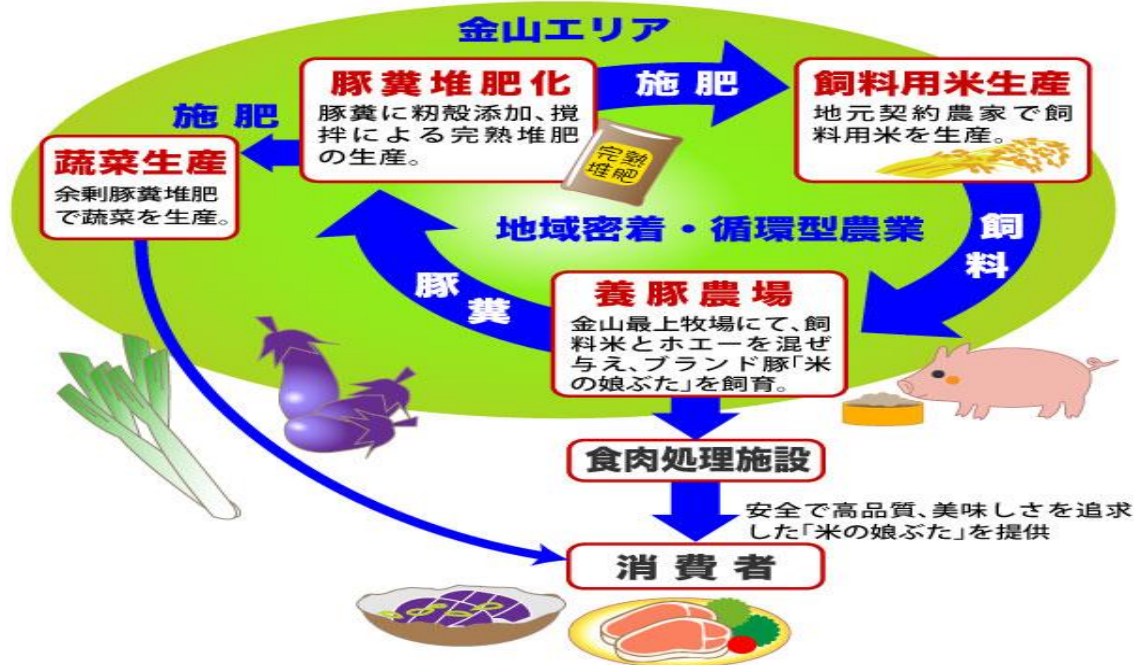 金山エリア
豚糞堆肥化
豚糞に籾殻添加、撹
拌による完熟堆肥
の生産。
施肥
飼料用米生産
地元契約農家で飼
料用米を生産。
施肥
蔬菜生産
余剰豚糞堆肥
で蔬菜を生産。
完熟
堆肥
地域密着・循環型農業
飼料
豚糞
養豚農場
金山最上牧場にて、飼
料米とホエーを混ぜ
与え、ブランド豚「米
の娘ぶた」を飼育。
食肉処理施設
安全で高品質、美味しさを追求
した「米の娘ぶた」を提供
消費者